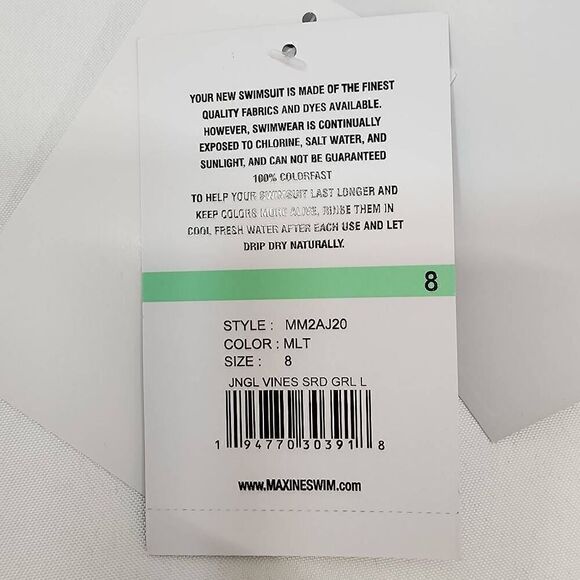 YOUR NEW SWIMSUIT IS MADE OF THE FINEST
QUALITY FABRICS AND DYES AVAILABLE.
HOWEVER, SWIMWEAR IS CONTINUALLY
EXPOSED TO CHLORINE, SALT WATER, AND
SUNLIGHT, AND CAN NOT BE GUARANTEED
100% COLORFAST
TO HELP YOUR SWIMSUIT LAST LONGER AND
KEEP COLORS MORE ALIVE, RINSE THEM IN
COOL FRESH WATER AFTER EACH USE AND LET
DRIP DRY NATURALLY.
8
STYLE : MM2AJ20
COLOR : MLT
SIZE : 8
JNGL VINES SRD GRL L
1 94770 30391 8
www.MAXINESWIM.com